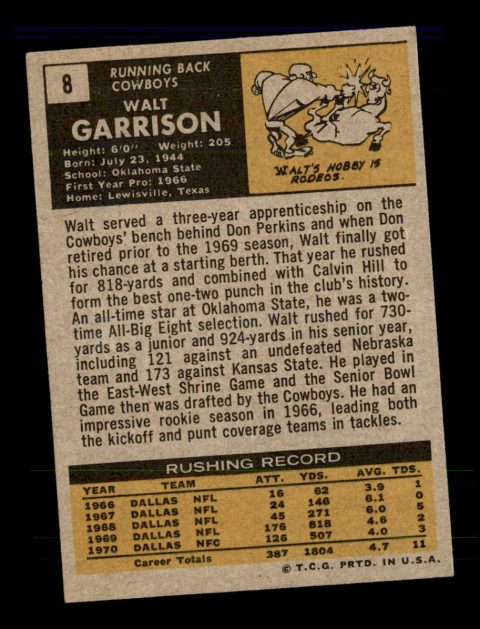 8
RUNNING BACK
COWBOYS
WALT
GARRISON
Height: 6'0" Weight: 205
Born: July 23, 1944
School: Oklahoma State
First Year Pro: 1966
Home: Lewisville, Texas
WALT'S HOBBY IS
RODEOS.
Walt served a three-year apprenticeship on the
Cowboys' bench behind Don Perkins and when Don
retired prior to the 1969 season, Walt finally got
his chance at a starting berth. That year he rushed
for 818-yards and combined with Calvin Hill to
form the best one-two punch in the club's history.
An all-time star at Oklahoma State, he was a two-
time All-Big Eight selection. Walt rushed for 730-
yards as a junior and 924-yards in his senior year,
including 121 against an undefeated Nebraska
team and 173 against Kansas State. He played in
the East-West Shrine Game and the Senior Bowl
Game then was drafted by the Cowboys. He had an
impressive rookie season in 1966, leading both
the kickoff and punt coverage teams in tackles.
RUSHING RECORD
YEAR TEAM ATT. YDS. AVG. TDS.
1966 DALLAS NFL 16 62 3.9 1
1967 DALLAS NFL 24 146 6.1 0
1968 DALLAS NFL 45 271 6.0 5
1969 DALLAS NFL 176 818 4.6 2
1970 DALLAS NFC 126 507 4.0 3
Career Totals 387 1804 4.7 11
© T.C.G. PRTD. IN U.S.A.